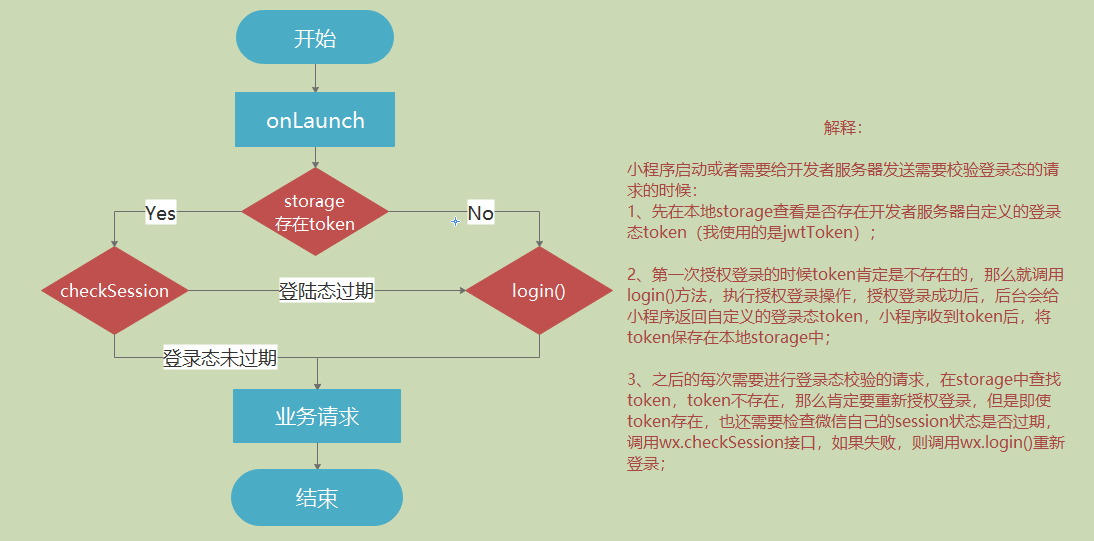 开始
onLaunch
storage
存在token
Yes
No
checkSession
登陆态过期
login()
登录态未过期
业务请求
结束
解释：
小程序启动或者需要给开发者服务器发送需要校验登录态的请
求的时候：
1、先在本地storage查看是否存在开发者服务器自定义的登录
态token（我使用的是jwtToken）；
2、第一次授权登录的时候token肯定是不存在的，那么就调用
login()方法，执行授权登录操作，授权登录成功后，后台会给
小程序返回自定义的登录态token，小程序收到token后，将
token保存在本地storage中；
3、之后的每次需要进行登录态校验的请求，在storage中查找
token，token不存在，那么肯定要重新授权登录，但是即使
token存在，也还需要检查微信自己的session状态是否过期，
调用wx.checkSession接口，如果失败，则调用wx.login()重新
登录；